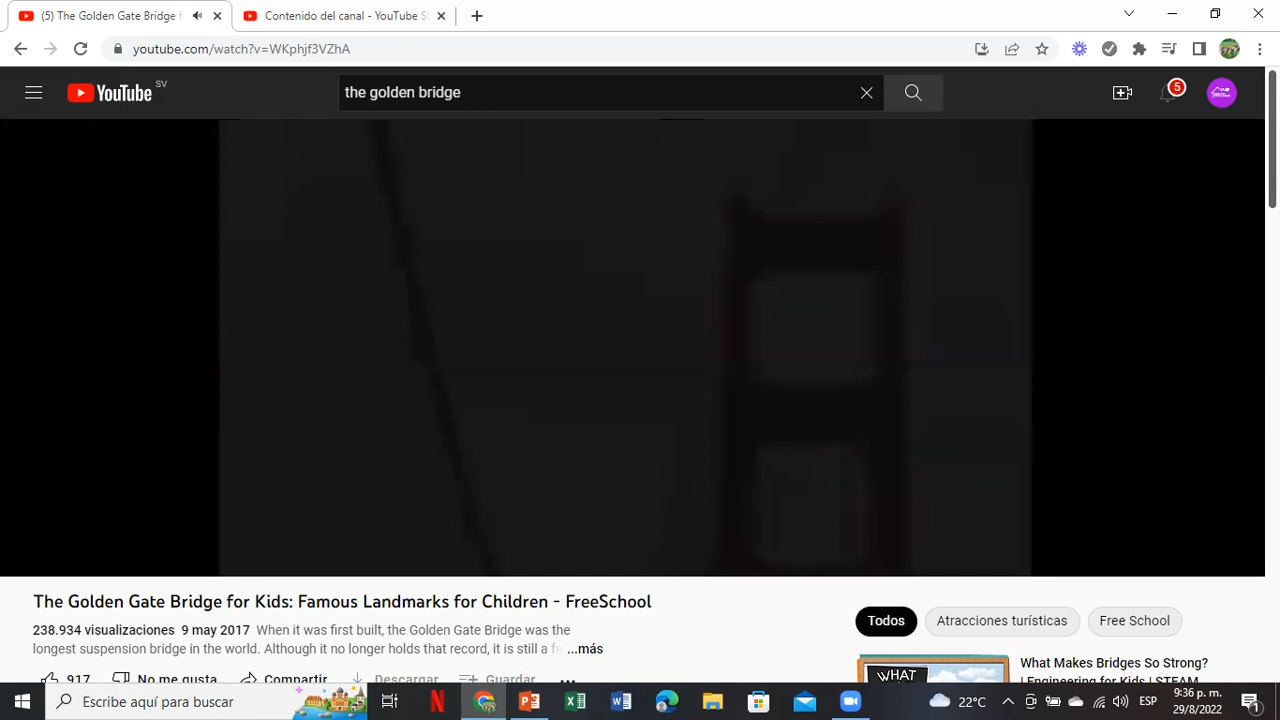 (5) The Golden Gate Bridge f
Contenido del canal - YouTube S
youtube.com/watch?v=WKphjf3VZhA
YouTube SV
the golden bridge
5
The Golden Gate Bridge for Kids: Famous Landmarks for Children - FreeSchool
238.934 visualizaciones 9 may 2017 When it was first built, the Golden Gate Bridge was the
longest suspension bridge in the world. Although it no longer holds that record, it is still a fa ...más
917 No me gusta Compartir Descargar Guardar
Todos Atracciones turísticas Free School
WHAT
What Makes Bridges So Strong?
| Engineering for Kids | STEAM
Escribe aquí para buscar
22°C
ESP
9:36 p. m.
29/8/2022
1